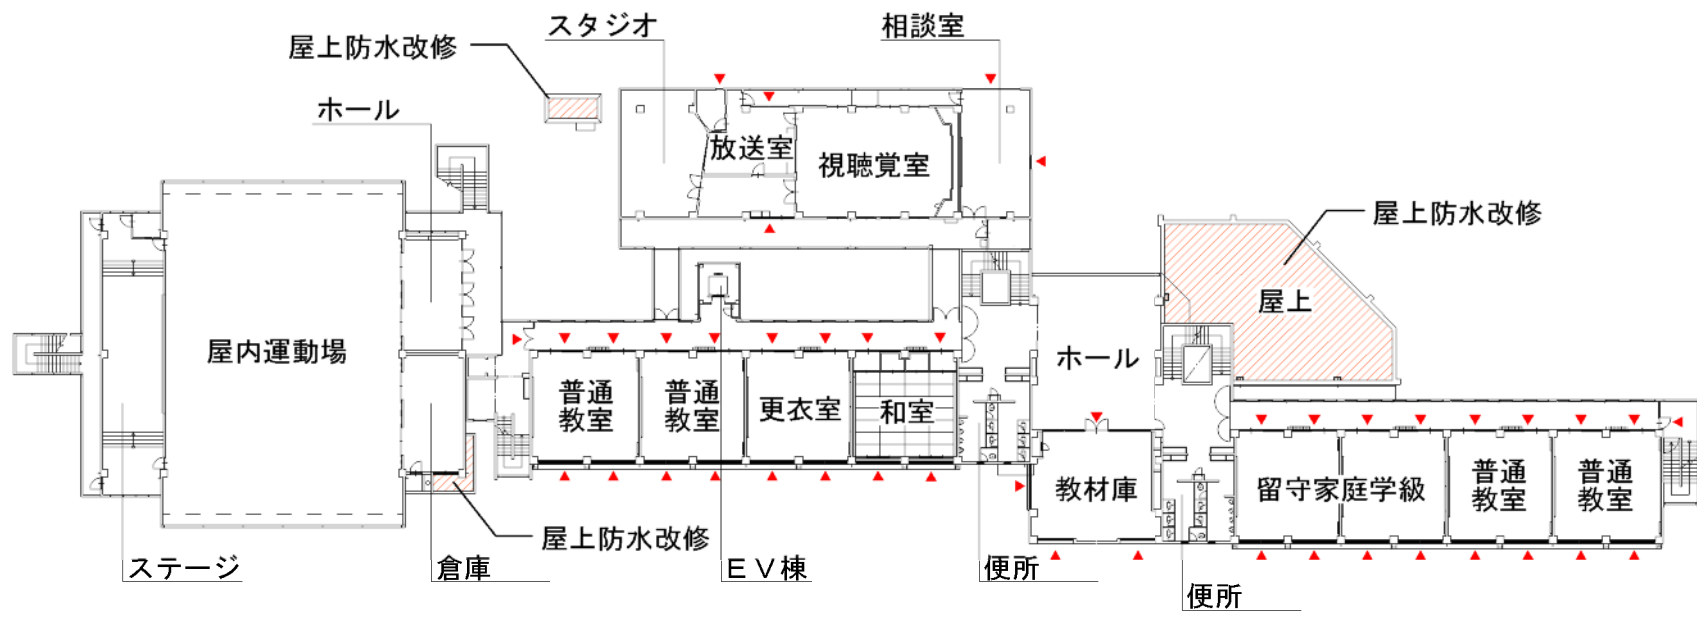 スタジオ
相談室
屋上防水改修
ホール
放送室
視聴覚室
屋上防水改修
屋上
屋内運動場
ホール
普通
教室
普通
教室
更衣室
和室
教材庫
留守家庭学級
普通
教室
普通
教室
屋上防水改修
ステージ
倉庫
ＥＶ棟
便所
便所